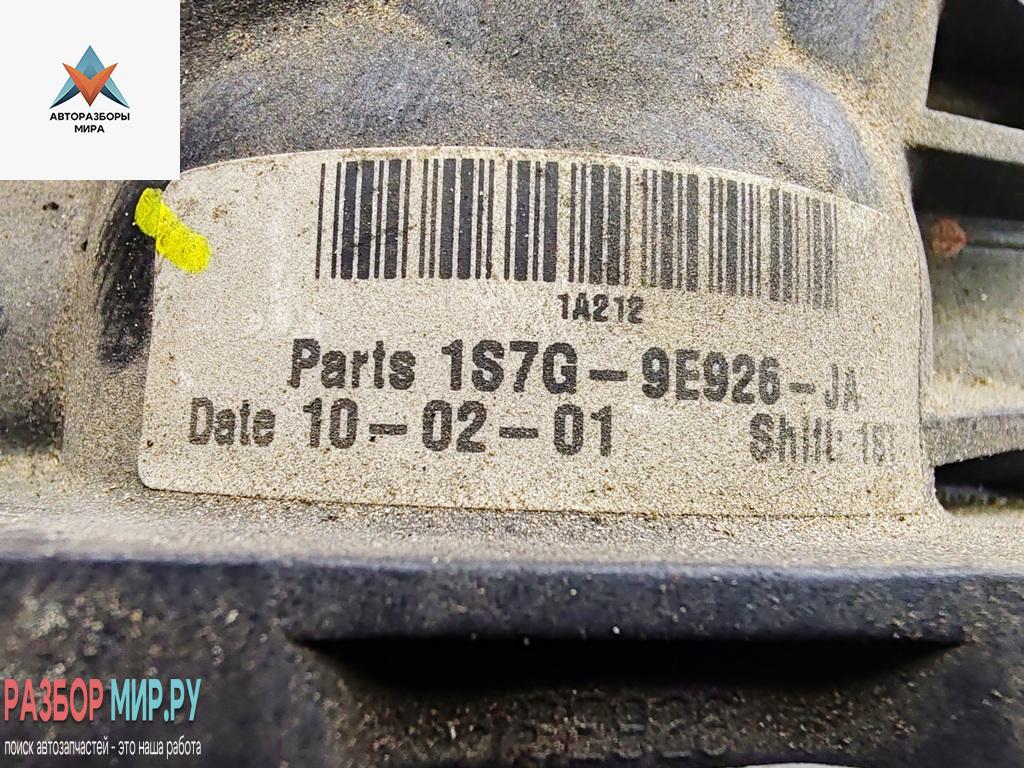 АВТОРАЗБОРЫ
МИРА
1A212
Parts 1S7G-9E926-JA
Date 10-02-01 Shift:
РАЗБОР МИР.РУ
поиск автозапчастей - это наша работа